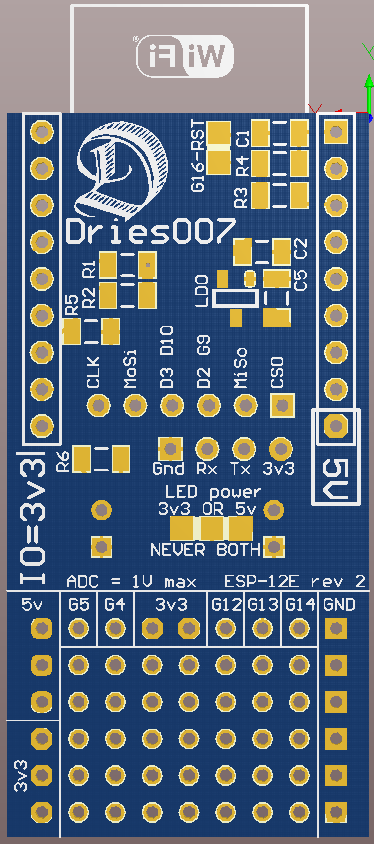 WiFi
G16-RST
C1
R4
R3
Dries007
R1
R2
C2
C5
LDO
R5
CLK
MoSi
D3 D10
D2 G9
MiSo
CS0
R6
Gnd Rx Tx 3v3
5V
LED power
3v3 OR 5v
NEVER BOTH
IO=3v3
ADC = 1V max
ESP-12E rev 2
5v G5 G4 3v3 G12 G13 G14 GND
3v3